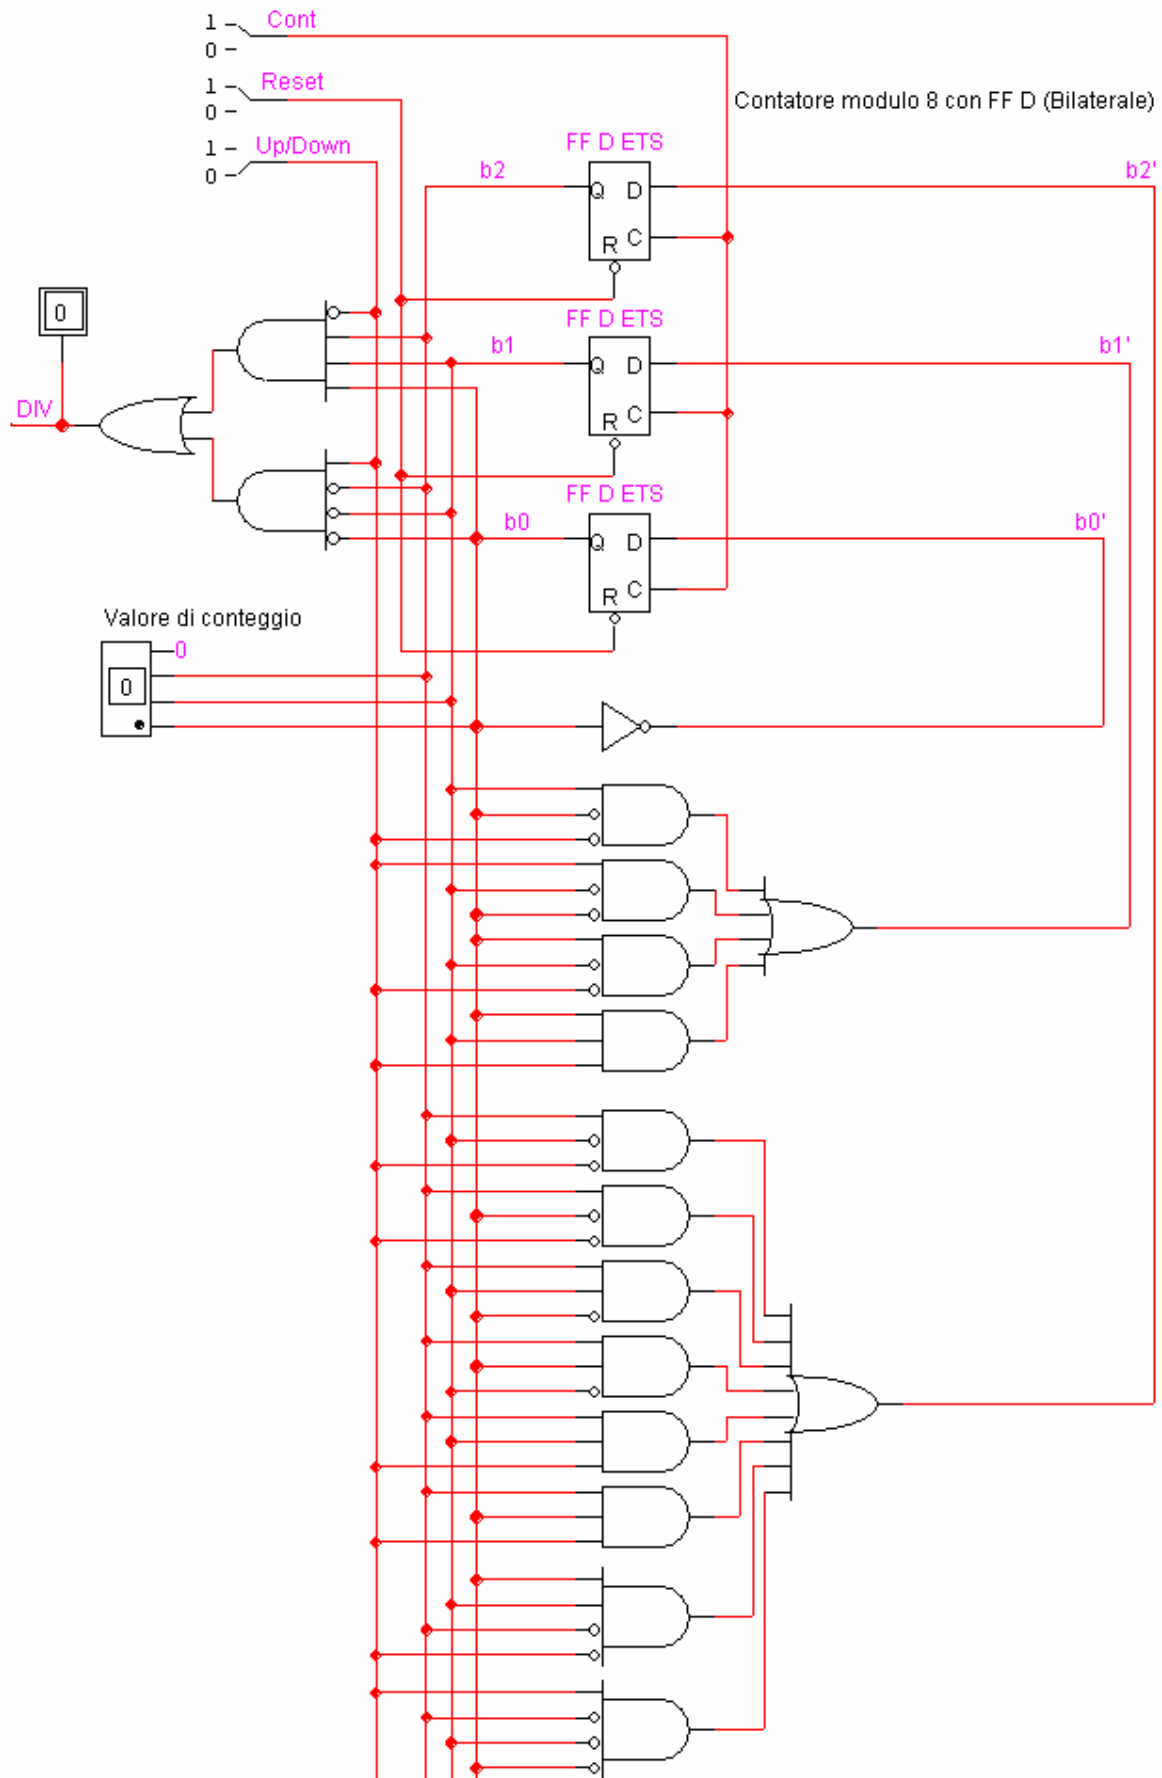 1
Cont
0
1
Reset
0
Contatore modulo 8 con FF D (Bilaterale)
1
Up/Down
0
FF D ETS
b2
Q D
b2'
R C
0
FF D ETS
b1
Q D
b1'
DIV
R C
FF D ETS
b0
Q D
b0'
R C
Valore di conteggio
0
0